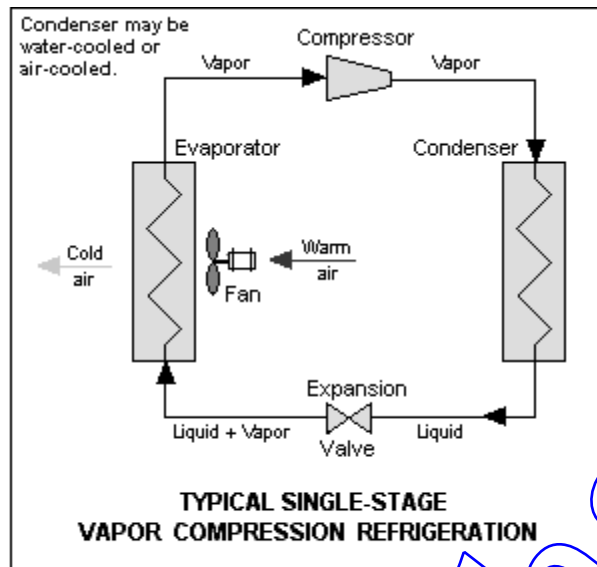 Condenser may be
water-cooled or
air-cooled.
Compressor
Vapor
Vapor
Evaporator
Condenser
Cold
air
Warm
air
Fan
Expansion
Valve
Liquid + Vapor
Liquid
TYPICAL SINGLE-STAGE
VAPOR COMPRESSION REFRIGERATION